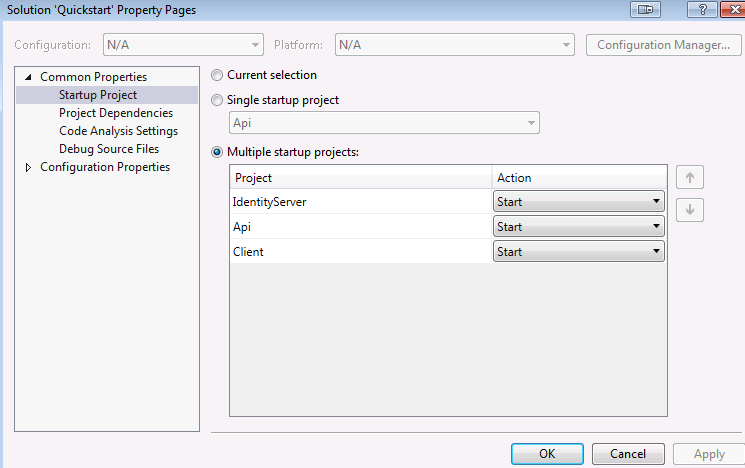 Solution 'Quickstart' Property Pages
Configuration: N/A Platform: N/A Configuration Manager...
Common Properties
Startup Project
Project Dependencies
Code Analysis Settings
Debug Source Files
Configuration Properties
Current selection
Single startup project
Api
Multiple startup projects:
Project Action
IdentityServer Start
Api Start
Client Start
OK Cancel Apply